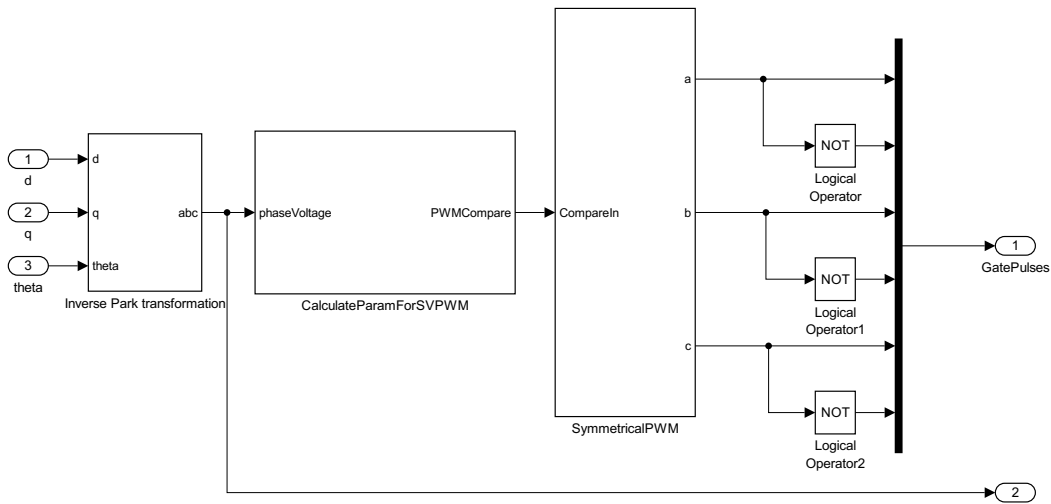 1
d
2
q
3
theta
d
q
theta
abc
Inverse Park transformation
phaseVoltage
PWMCompare
CalculateParamForSVPWM
CompareIn
a
b
c
SymmetricalPWM
NOT
Logical
Operator
NOT
Logical
Operator1
NOT
Logical
Operator2
1
GatePulses
2